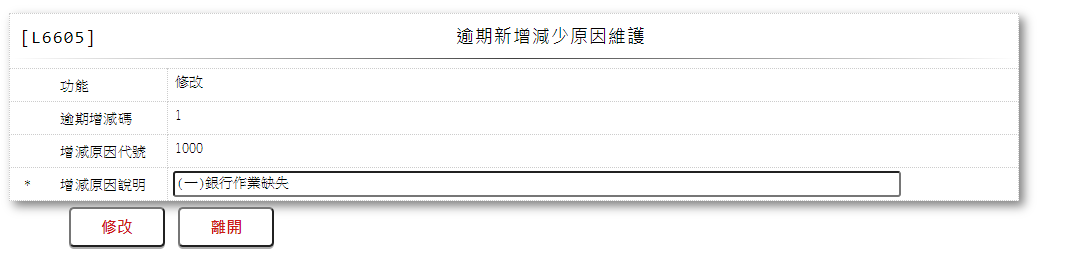 [L6605] 逾期新增減少原因維護
功能 修改
逾期增減碼 1
增減原因代號 1000
* 增減原因說明 (一)銀行作業缺失
修改 離開